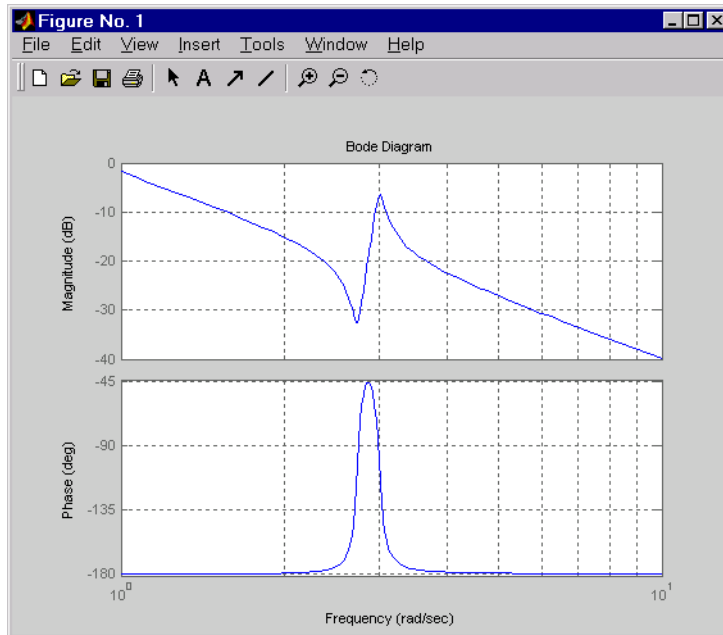 Figure No. 1
File Edit View Insert Tools Window Help
A
Bode Diagram
Magnitude (dB)
0
-10
-20
-30
-40
Phase (deg)
-45
-90
-135
-180
10^0 10^1
Frequency (rad/sec)